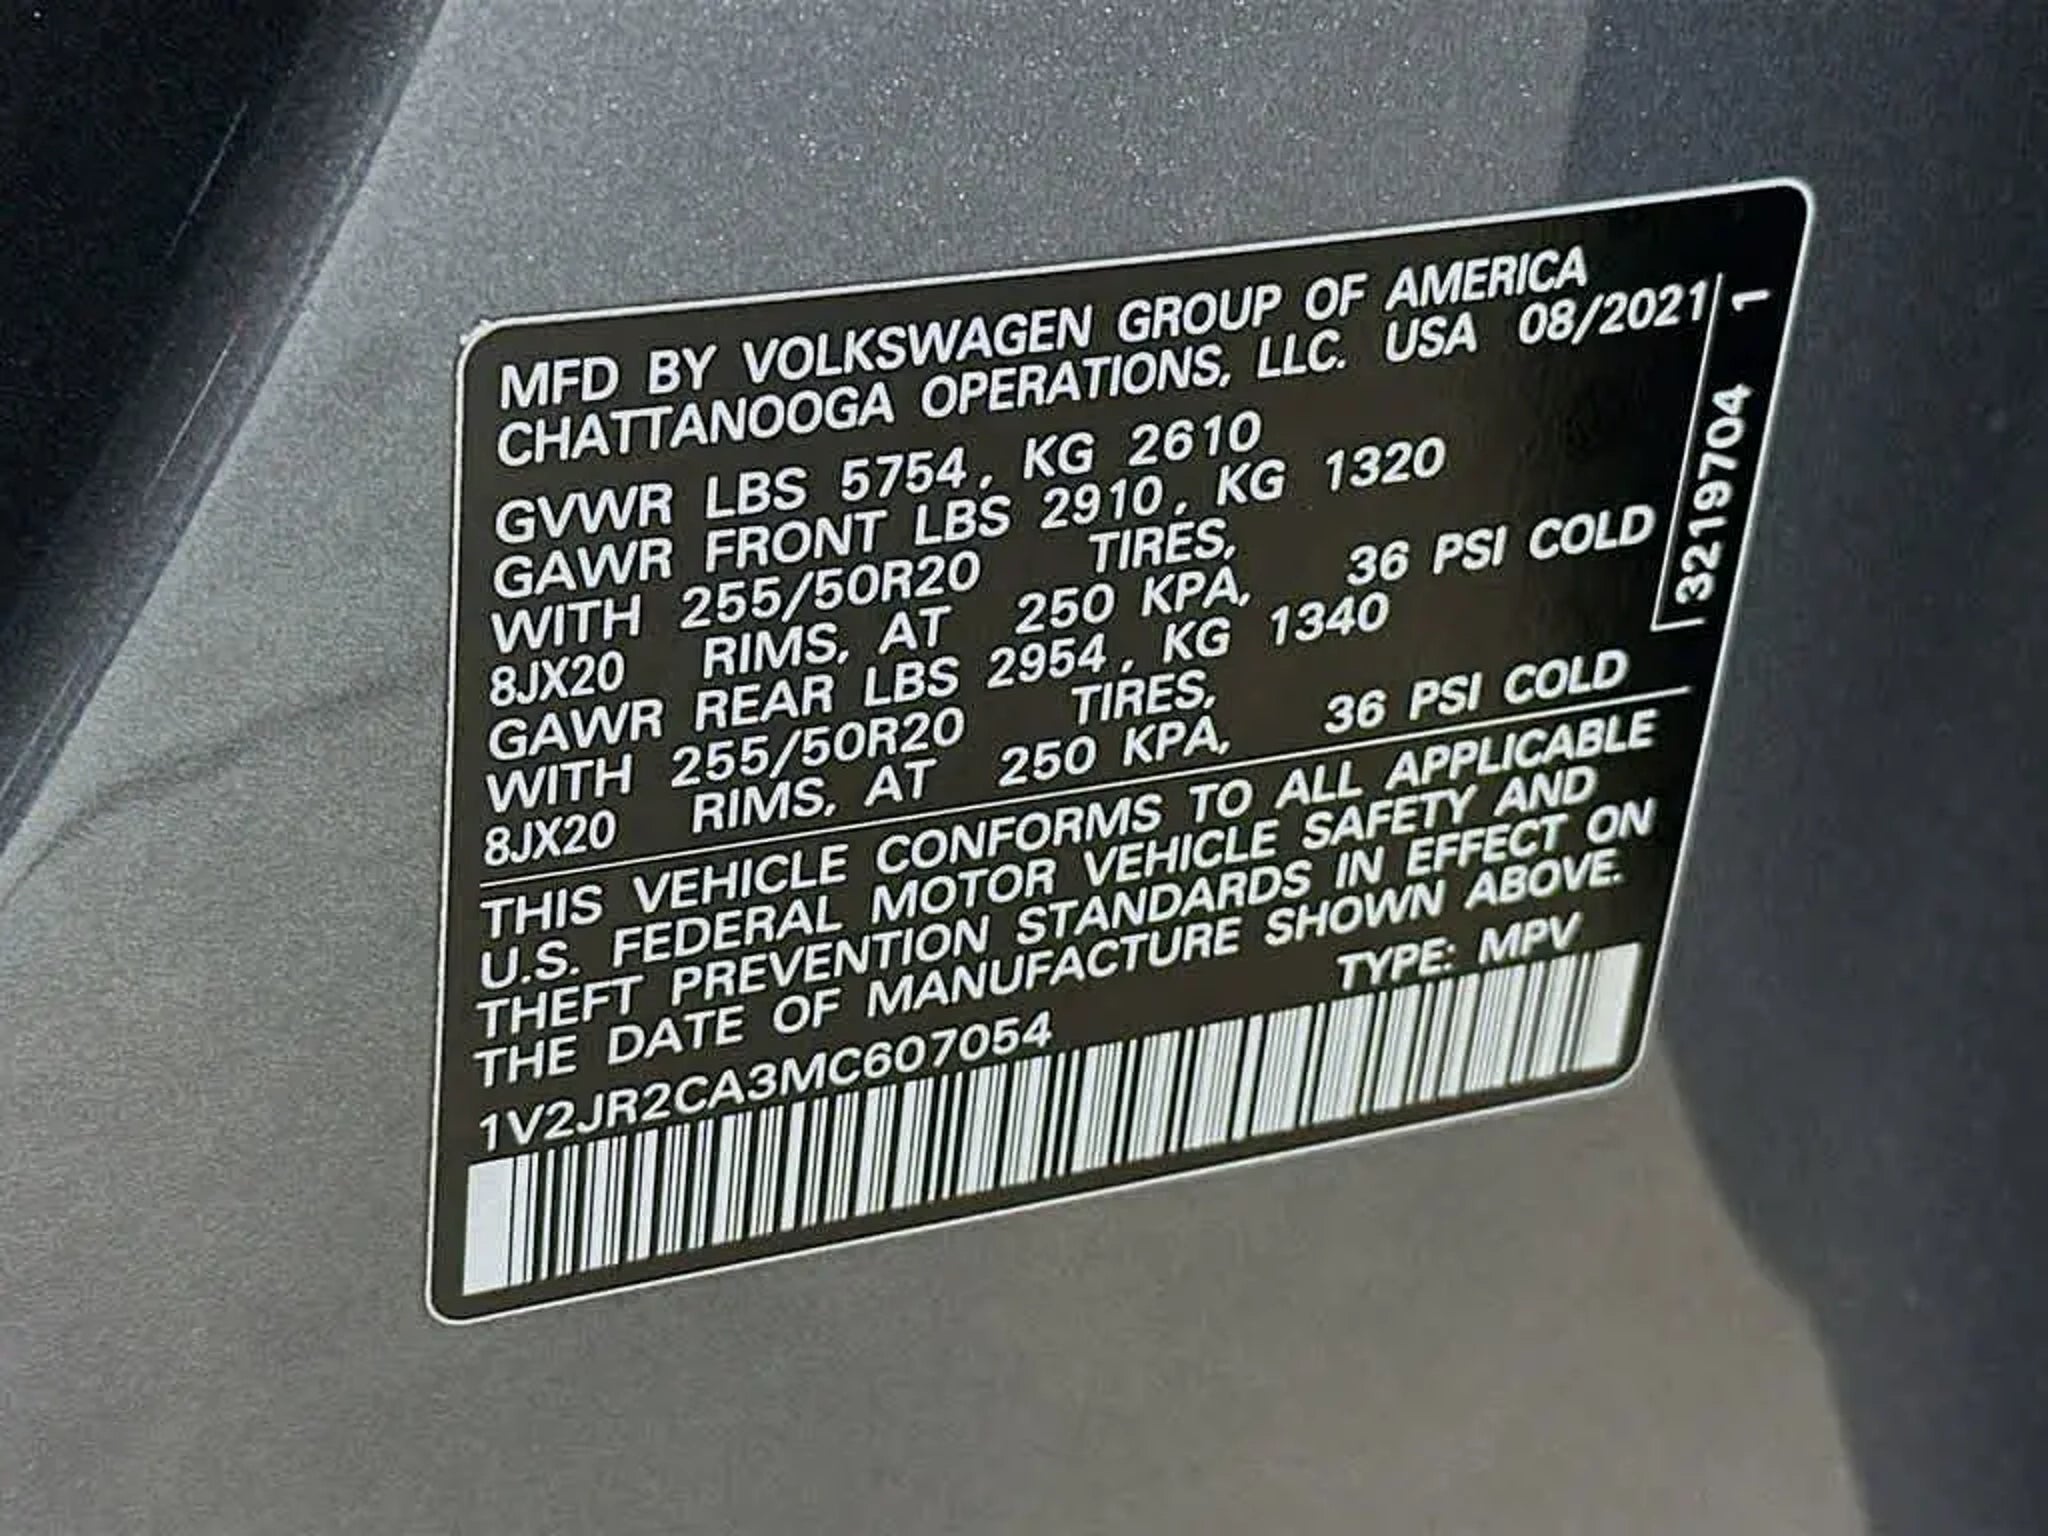 MFD BY VOLKSWAGEN GROUP OF AMERICA
CHATTANOOGA OPERATIONS, LLC. USA 08/2021
GVWR LBS 5754, KG 2610
GAWR FRONT LBS 2910, KG 1320
WITH 255/50R20 TIRES,
8JX20 RIMS, AT 250 KPA, 36 PSI COLD
GAWR REAR LBS 2954, KG 1340
WITH 255/50R20 TIRES,
8JX20 RIMS, AT 250 KPA, 36 PSI COLD
THIS VEHICLE CONFORMS TO ALL APPLICABLE
U.S. FEDERAL MOTOR VEHICLE SAFETY AND
THEFT PREVENTION STANDARDS IN EFFECT ON
THE DATE OF MANUFACTURE SHOWN ABOVE.
1V2JR2CA3MC607054 TYPE: MPV
3219704 1